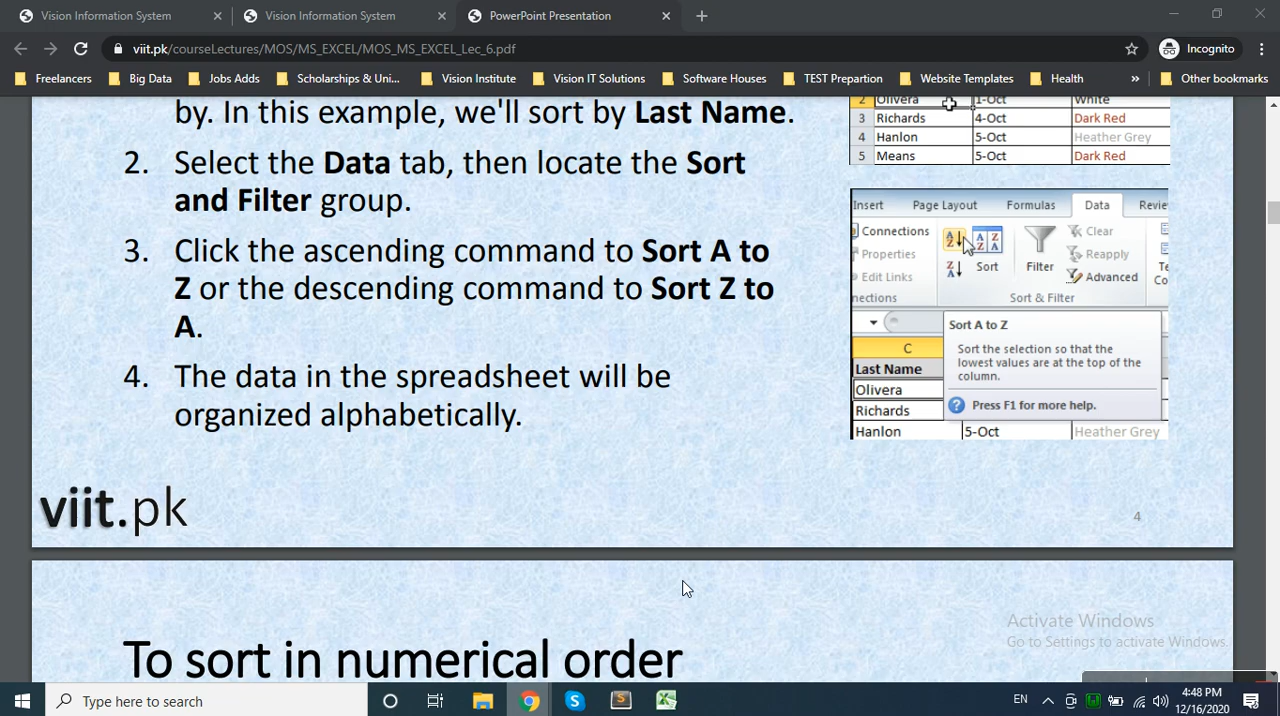 Vision Information System
Vision Information System
PowerPoint Presentation
viit.pk/courseLectures/MOS/MS_EXCEL/MOS_MS_EXCEL_Lec_6.pdf
Incognito
Freelancers
Big Data
Jobs Adds
Scholarships & Uni...
Vision Institute
Vision IT Solutions
Software Houses
TEST Prepartion
Website Templates
Health
»
Other bookmarks
by. In this example, we'll sort by Last Name.
2. Select the Data tab, then locate the Sort
and Filter group.
3. Click the ascending command to Sort A to
Z or the descending command to Sort Z to
A.
4. The data in the spreadsheet will be
organized alphabetically.
2 Olivera 1-Oct White
3 Richards 4-Oct Dark Red
4 Hanlon 5-Oct Heather Grey
5 Means 5-Oct Dark Red
Insert Page Layout Formulas Data Revie
Connections
Properties
Edit Links
nections
Sort
Filter
Clear
Reapply
Advanced
Te
Co
Sort & Filter
C
Sort A to Z
Sort the selection so that the
lowest values are at the top of the
column.
Press F1 for more help.
Last Name
Olivera
Richards
Hanlon 5-Oct Heather Grey
viit.pk
4
To sort in numerical order
Activate Windows
Go to Settings to activate Windows.
Type here to search
EN
4:48 PM
12/16/2020